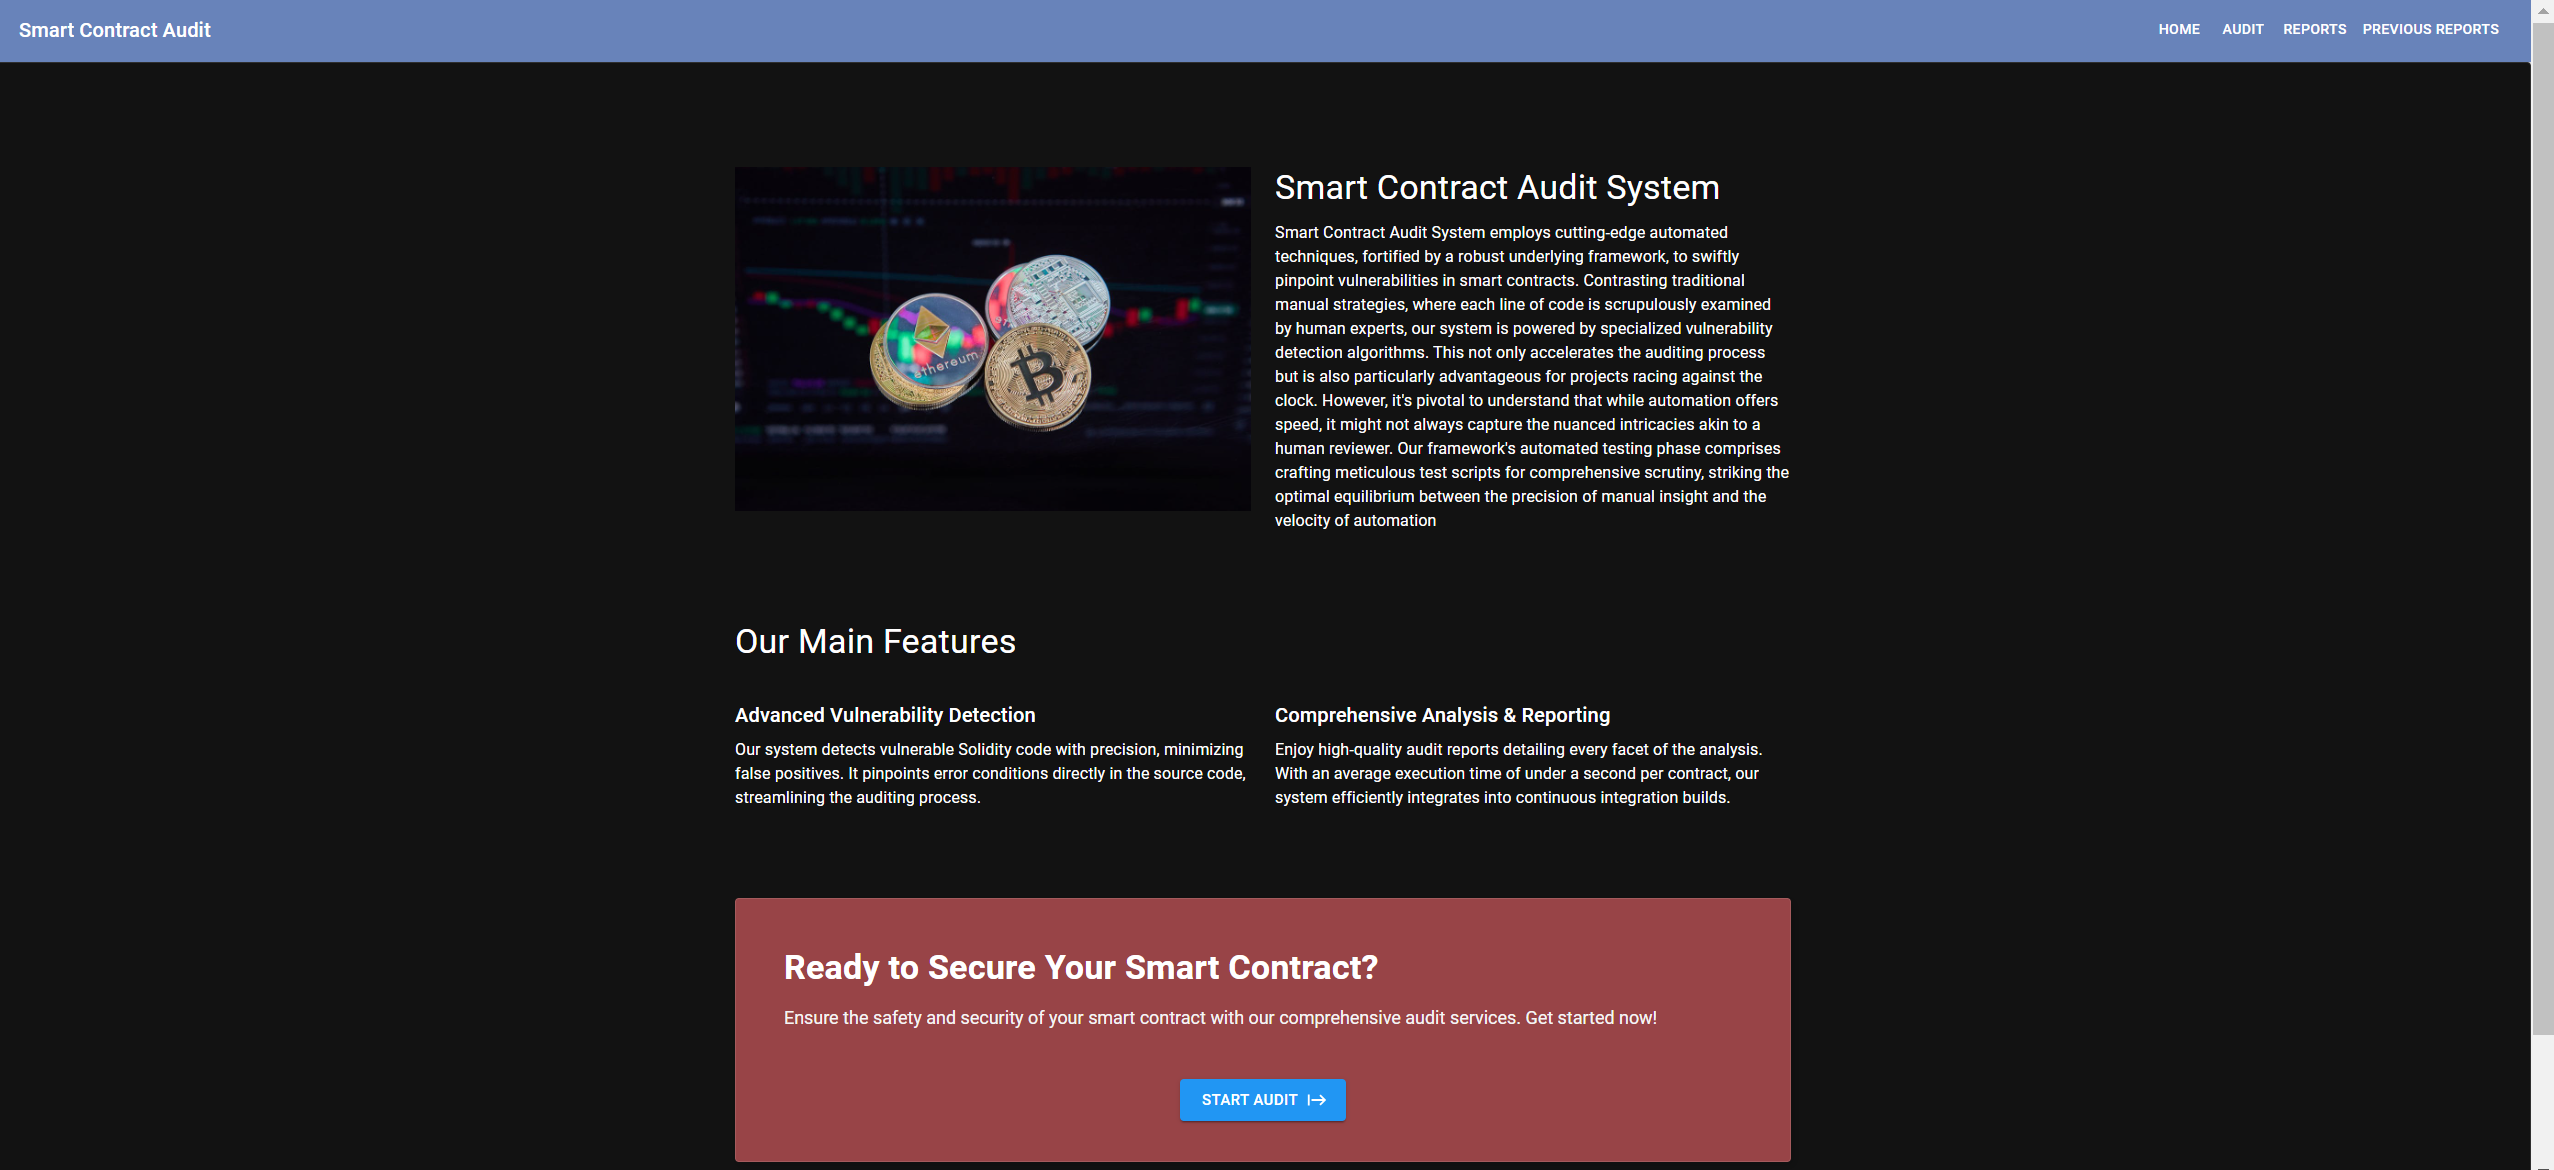 Smart Contract Audit
HOME AUDIT REPORTS PREVIOUS REPORTS
ethereum
Smart Contract Audit System
Smart Contract Audit System employs cutting-edge automated
techniques, fortified by a robust underlying framework, to swiftly
pinpoint vulnerabilities in smart contracts. Contrasting traditional
manual strategies, where each line of code is scrupulously examined
by human experts, our system is powered by specialized vulnerability
detection algorithms. This not only accelerates the auditing process
but is also particularly advantageous for projects racing against the
clock. However, it's pivotal to understand that while automation offers
speed, it might not always capture the nuanced intricacies akin to a
human reviewer. Our framework's automated testing phase comprises
crafting meticulous test scripts for comprehensive scrutiny, striking the
optimal equilibrium between the precision of manual insight and the
velocity of automation
Our Main Features
Advanced Vulnerability Detection
Our system detects vulnerable Solidity code with precision, minimizing
false positives. It pinpoints error conditions directly in the source code,
streamlining the auditing process.
Comprehensive Analysis & Reporting
Enjoy high-quality audit reports detailing every facet of the analysis.
With an average execution time of under a second per contract, our
system efficiently integrates into continuous integration builds.
Ready to Secure Your Smart Contract?
Ensure the safety and security of your smart contract with our comprehensive audit services. Get started now!
START AUDIT